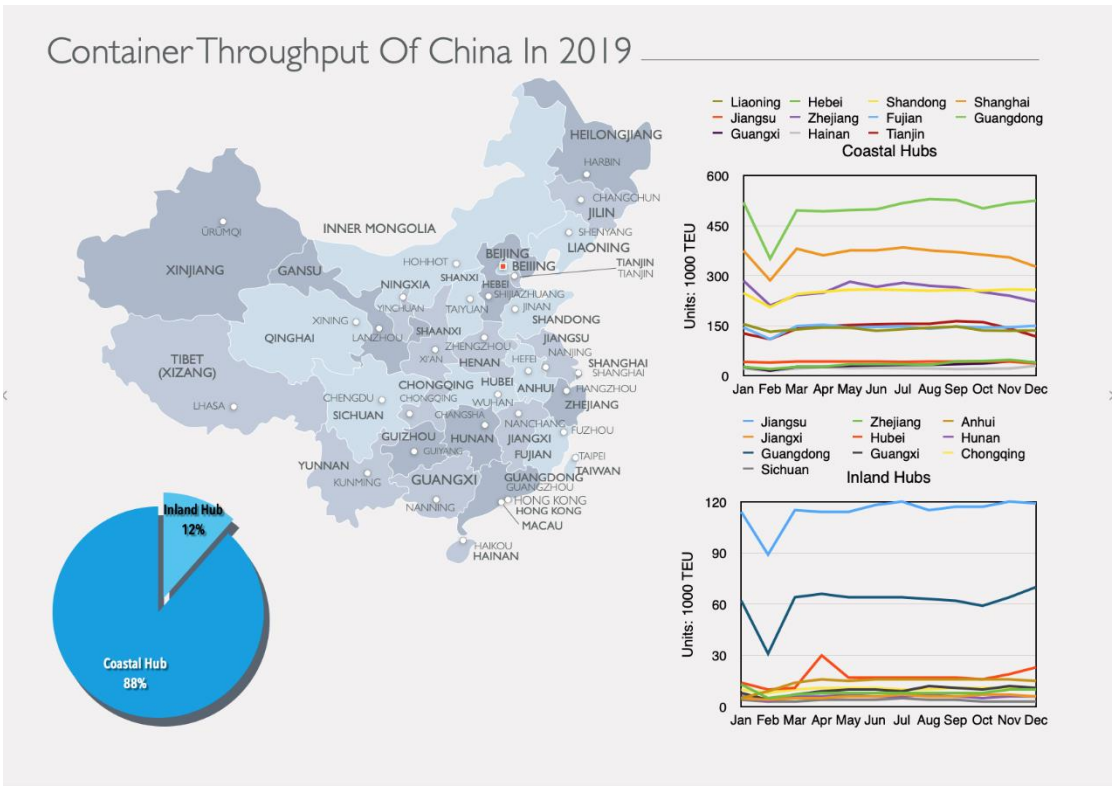 Container Throughput Of China In 2019
HEILONGJIANG
HARBIN
CHANGCHUN
JILIN
ÜRÜMQI
INNER MONGOLIA
SHENYANG
LIAONING
BEIJING
BEIJING
HOHHOT
TIANJIN
TIANJIN
XINJIANG
GANSU
SHANXI
HEBEI
NINGXIA
YINCHUAN
SHIJIAZHUANG
TAIYUAN
JINAN
XINING
SHANDONG
QINGHAI
LANZHOU
SHAANXI
JIANGSU
ZHENGZHOU
NANJING
XI'AN
HENAN
HEFEI
SHANGHAI
SHANGHAI
TIBET
(XIZANG)
CHONGQING
HUBEI
ANHUI
CHENGDU
CHONGQING
WUHAN
ZHEJIANG
LHASA
SICHUAN
CHANGSHA
NANCHANG
GUIZHOU
HUNAN
JIANGXI
FUZHOU
GUIYANG
FUJIAN
TAIPEI
YUNNAN
TAIWAN
KUNMING
GUANGXI
GUANGDONG
GUANGZHOU
NANNING
HONG KONG
HONG KONG
MACAU
HAIKOU
HAINAN
Inland Hub
12%
Coastal Hub
88%
Liaoning Hebei Shandong Shanghai
Jiangsu Zhejiang Fujian Guangdong
Guangxi Hainan Tianjin
Coastal Hubs
Units: 1000 TEU
600
450
300
150
0
Jan Feb Mar Apr May Jun Jul Aug Sep Oct Nov Dec
Jiangsu Zhejiang Anhui
Jiangxi Hubei Hunan
Guangdong Guangxi Chongqing
Sichuan
Inland Hubs
Units: 1000 TEU
120
90
60
30
0
Jan Feb Mar Apr May Jun Jul Aug Sep Oct Nov Dec